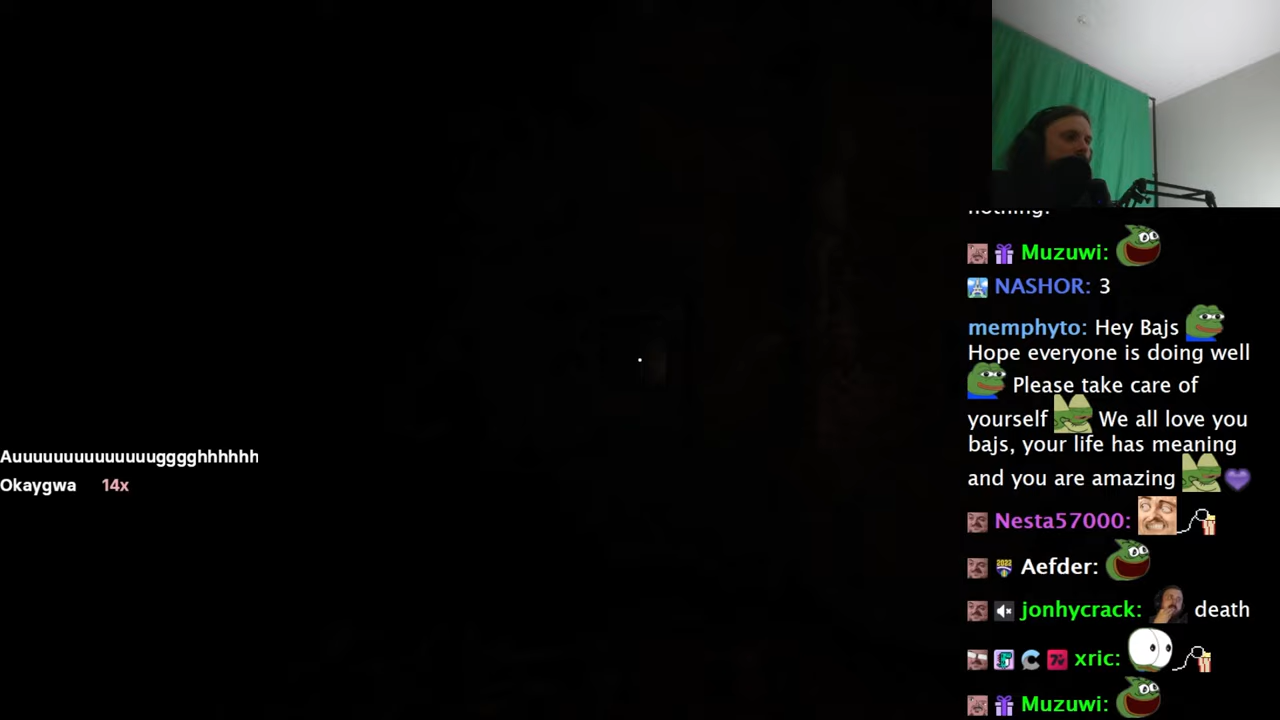 nothing.
Muzuwi:
NASHOR: 3
memphyto: Hey Bajs
Hope everyone is doing well
Please take care of
yourself We all love you
bajs, your life has meaning
and you are amazing
Nesta57000:
Aefder:
jonhycrack: death
xric:
Muzuwi:
Auuuuuuuuuuuuuugggghhhhhh
Okaygwa 14x